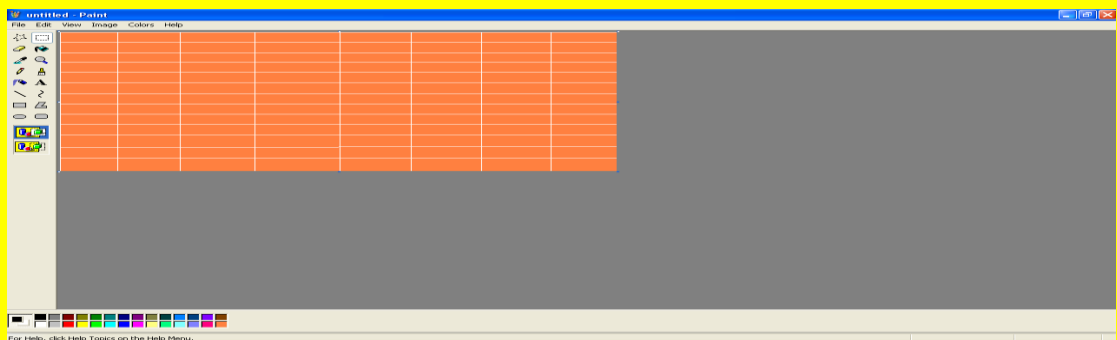 untitled - Paint
File Edit View Image Colors Help
For Help, click Help Topics on the Help Menu.